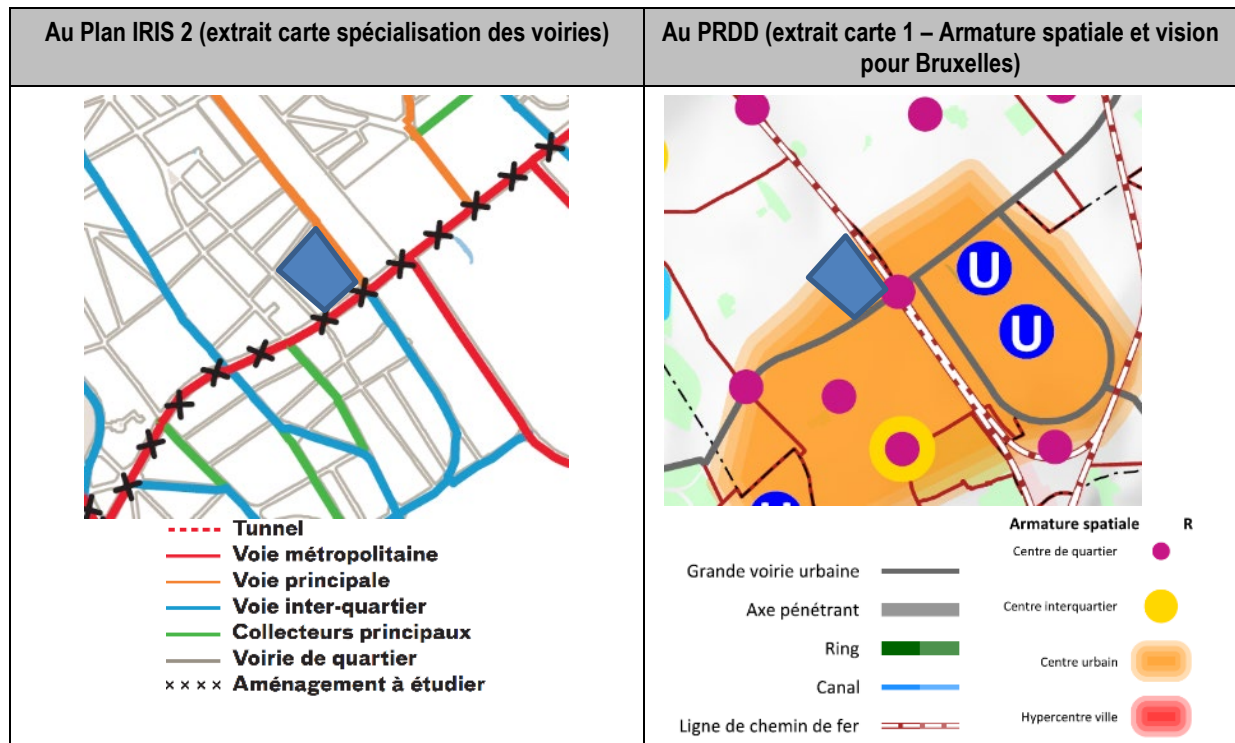 Au Plan IRIS 2 (extrait carte spécialisation des voiries)
Au PRDD (extrait carte 1 – Armature spatiale et vision
pour Bruxelles)
U
U
U
Tunnel
Voie métropolitaine
Voie principale
Voie inter-quartier
Collecteurs principaux
Voirie de quartier
Aménagement à étudier
Grande voirie urbaine
Axe pénétrant
Ring
Canal
Ligne de chemin de fer
Armature spatiale R
Centre de quartier
Centre interquartier
Centre urbain
Hypercentre ville